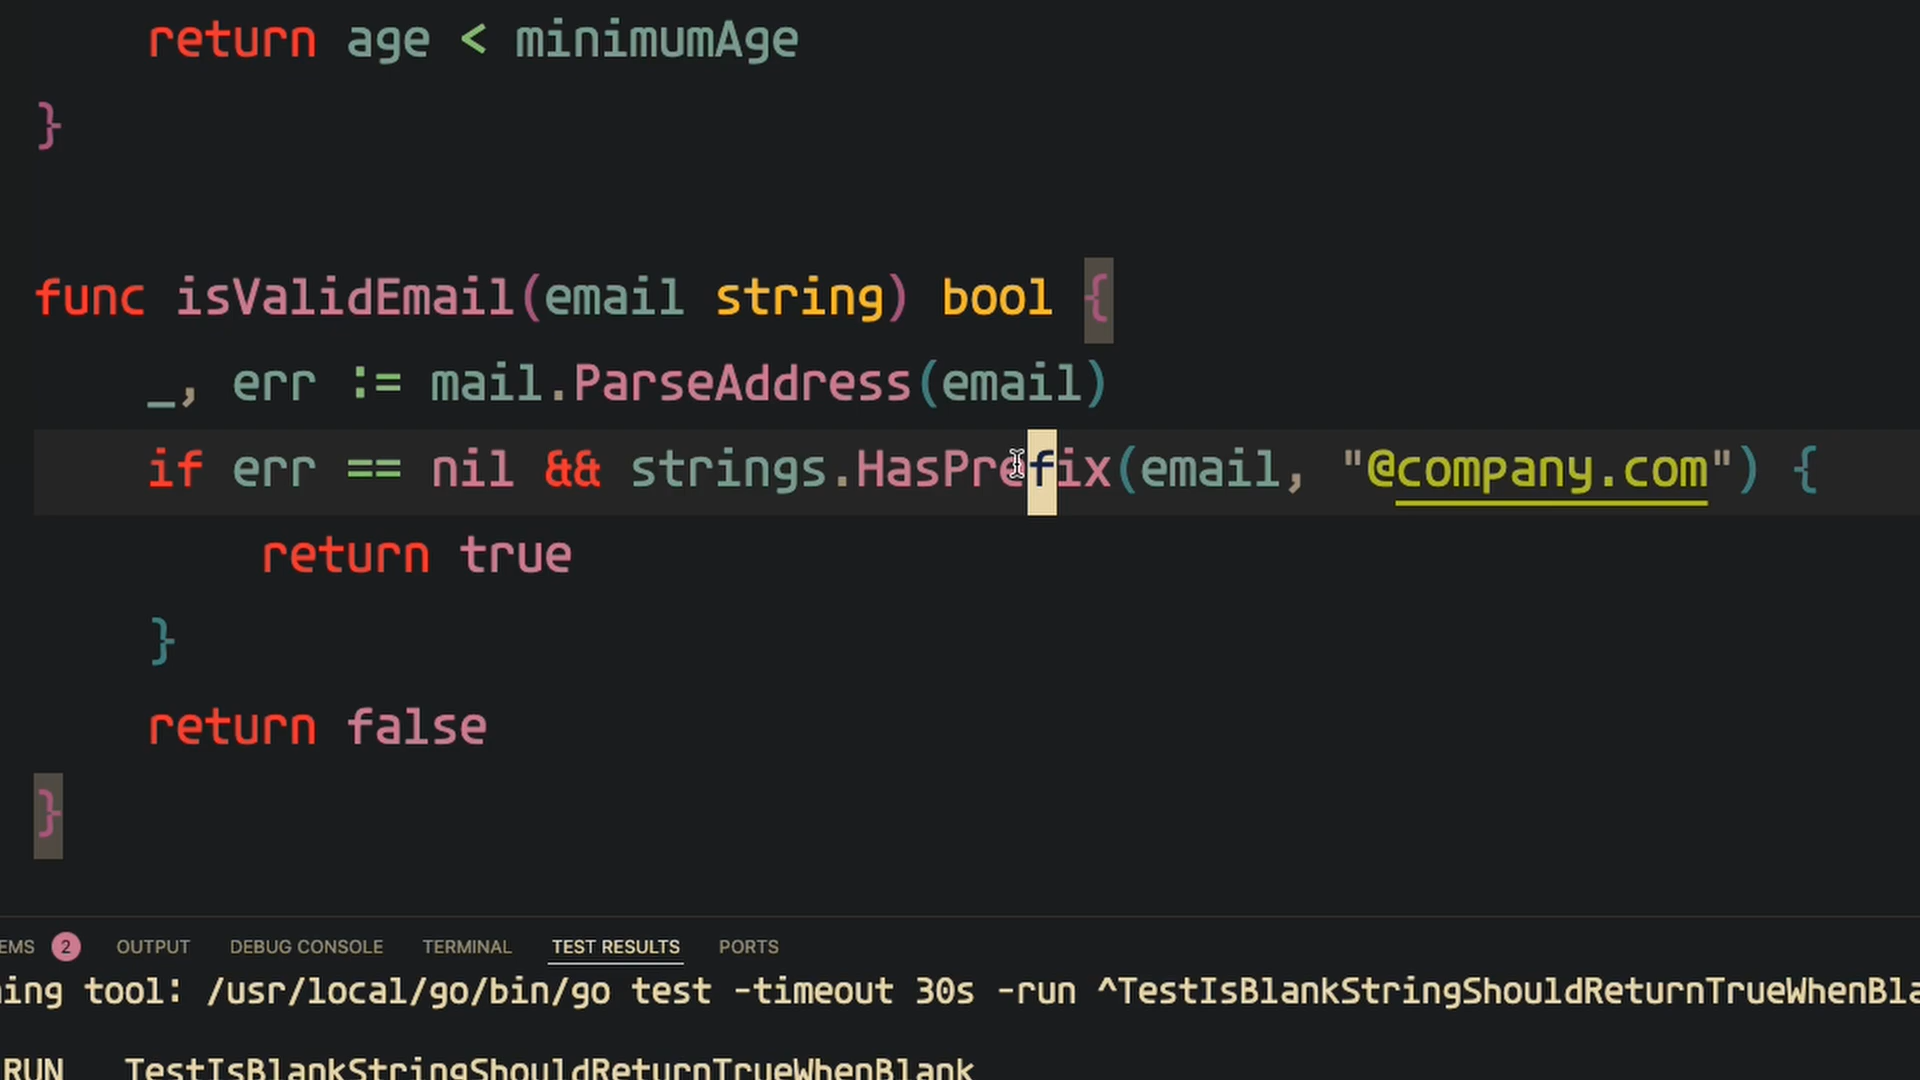 return age < minimumAge
}
func isValidEmail(email string) bool {
_, err := mail.ParseAddress(email)
if err == nil && strings.HasPrefix(email, "@company.com") {
return true
}
return false
}
EMS 2 OUTPUT DEBUG CONSOLE TERMINAL TEST RESULTS PORTS
ing tool: /usr/local/go/bin/go test -timeout 30s -run ^TestIsBlankStringShouldReturnTrueWhenBla
RUN TestIsBlankStringShouldReturnTrueWhenBlank